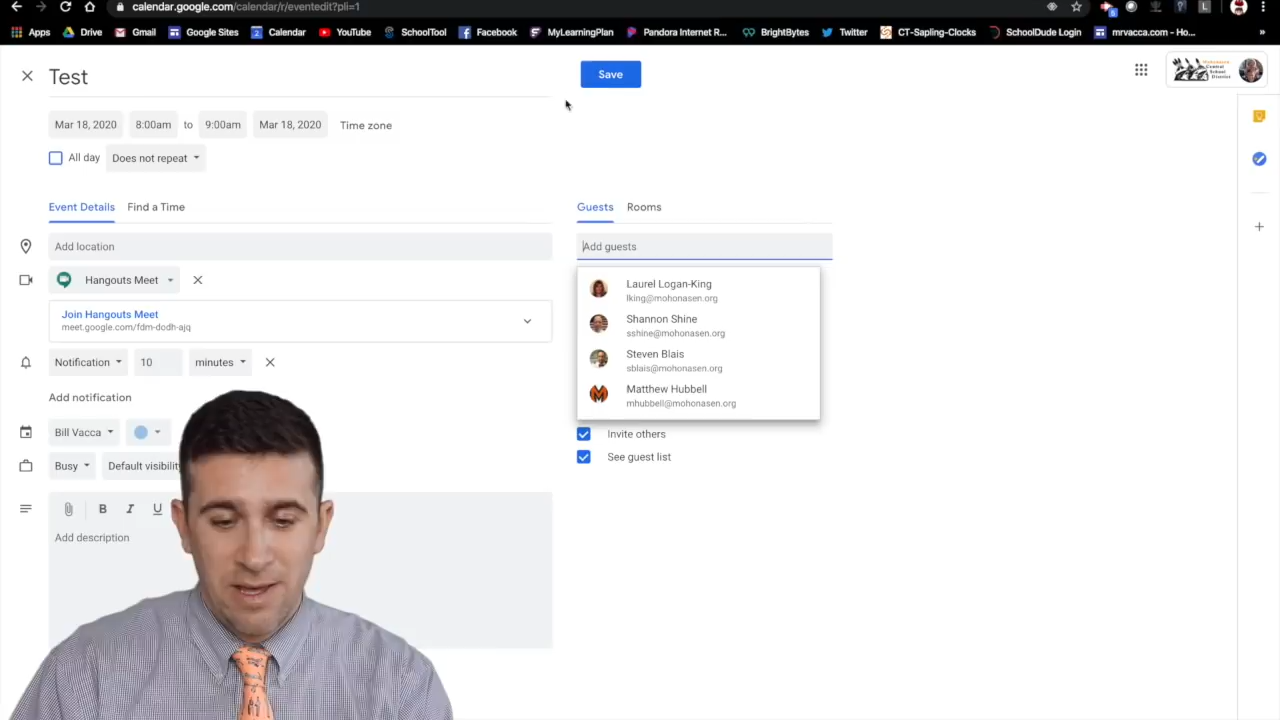 calendar.google.com/calendar/r/eventedit?pli=1
Apps Drive Gmail Google Sites Calendar YouTube SchoolTool Facebook MyLearningPlan Pandora Internet R... BrightBytes Twitter CT-Sapling-Clocks SchoolDude Login mrvacca.com - Ho... »
Test
Save
Mar 18, 2020 8:00am to 9:00am Mar 18, 2020 Time zone
All day Does not repeat
Event Details Find a Time
Guests Rooms
Add location
Add guests
Hangouts Meet
Laurel Logan-King
lking@mohonasen.org
Join Hangouts Meet
meet.google.com/fdm-dodh-ajq
Shannon Shine
sshine@mohonasen.org
Steven Blais
sblais@mohonasen.org
Notification 10 minutes
Matthew Hubbell
mhubbell@mohonasen.org
Add notification
Bill Vacca
Invite others
Busy Default visibility
See guest list
B I U
Add description